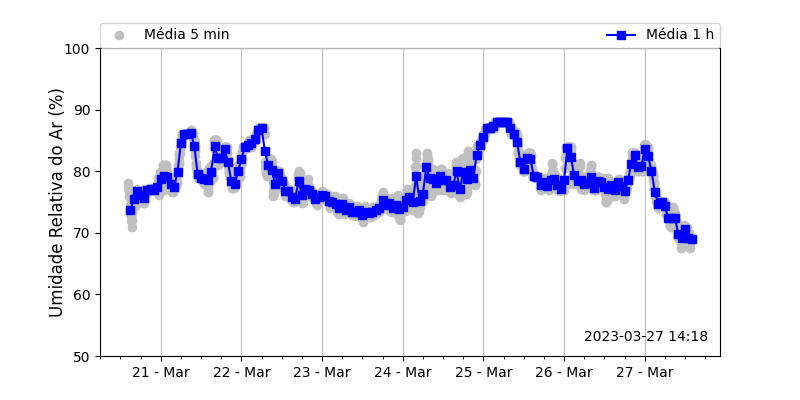 Média 5 min
Média 1 h
Umidade Relativa do Ar (%)
100
90
80
70
60
50
2023-03-27 14:18
21 - Mar
22 - Mar
23 - Mar
24 - Mar
25 - Mar
26 - Mar
27 - Mar